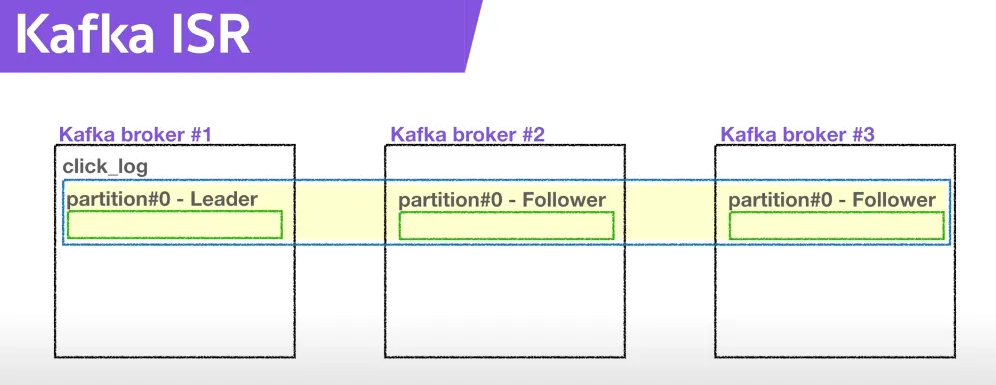 Kafka ISR
Kafka broker #1
Kafka broker #2
Kafka broker #3
click_log
partition#0 - Leader
partition#0 - Follower
partition#0 - Follower